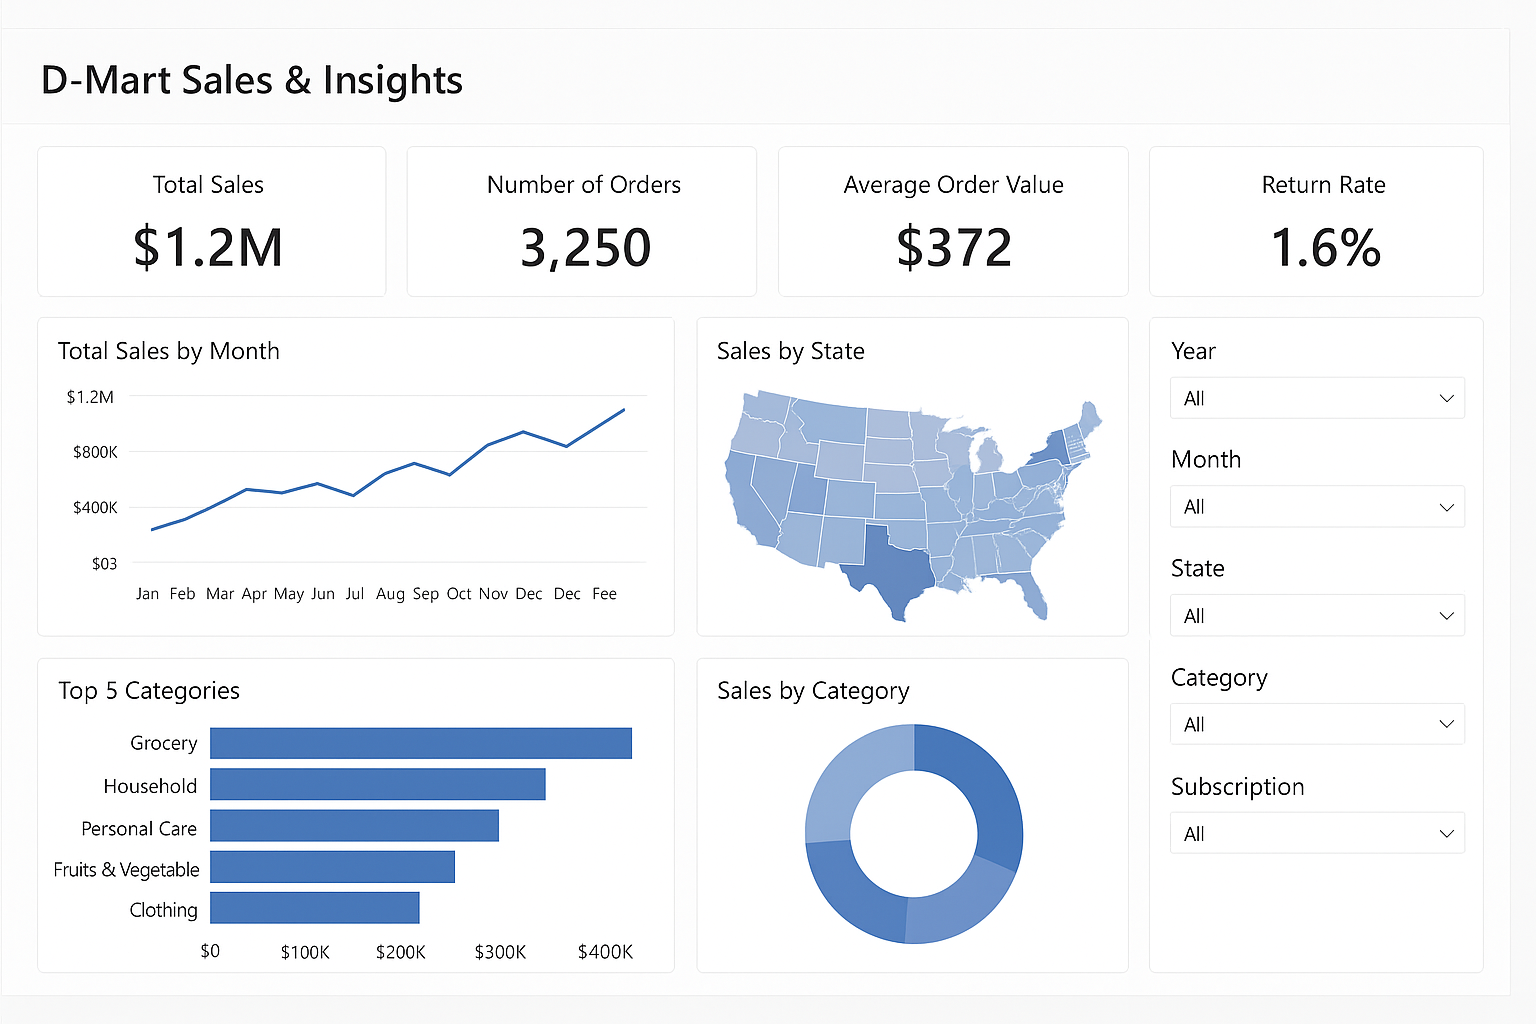 D-Mart Sales & Insights
Total Sales
$1.2M
Number of Orders
3,250
Average Order Value
$372
Return Rate
1.6%
Total Sales by Month
$1.2M
$800K
$400K
$03
Jan Feb Mar Apr May Jun Jul Aug Sep Oct Nov Dec Dec Fee
Sales by State
Year
All
Month
All
State
All
Category
All
Subscription
All
Top 5 Categories
Grocery
Household
Personal Care
Fruits & Vegetable
Clothing
$0 $100K $200K $300K $400K
Sales by Category